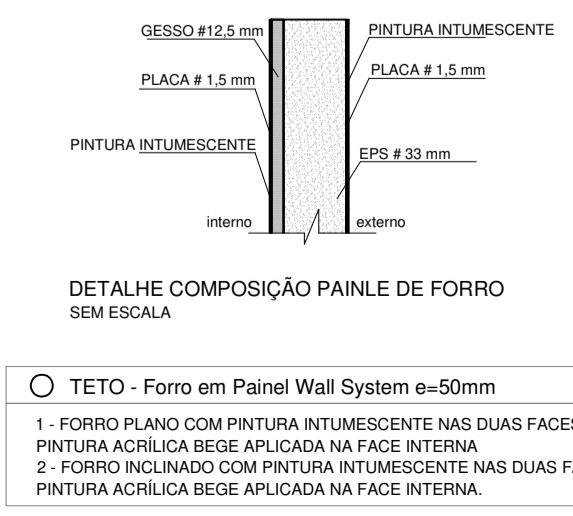 GESSO #12,5 mm
PINTURA INTUMESCENTE
PLACA # 1,5 mm
PLACA # 1,5 mm
PINTURA INTUMESCENTE
EPS # 33 mm
interno
externo
DETALHE COMPOSIÇÃO PAINLE DE FORRO
SEM ESCALA
TETO - Forro em Painel Wall System e=50mm
1 - FORRO PLANO COM PINTURA INTUMESCENTE NAS DUAS FACES
PINTURA ACRÍLICA BEGE APLICADA NA FACE INTERNA
2 - FORRO INCLINADO COM PINTURA INTUMESCENTE NAS DUAS
PINTURA ACRÍLICA BEGE APLICADA NA FACE INTERNA.